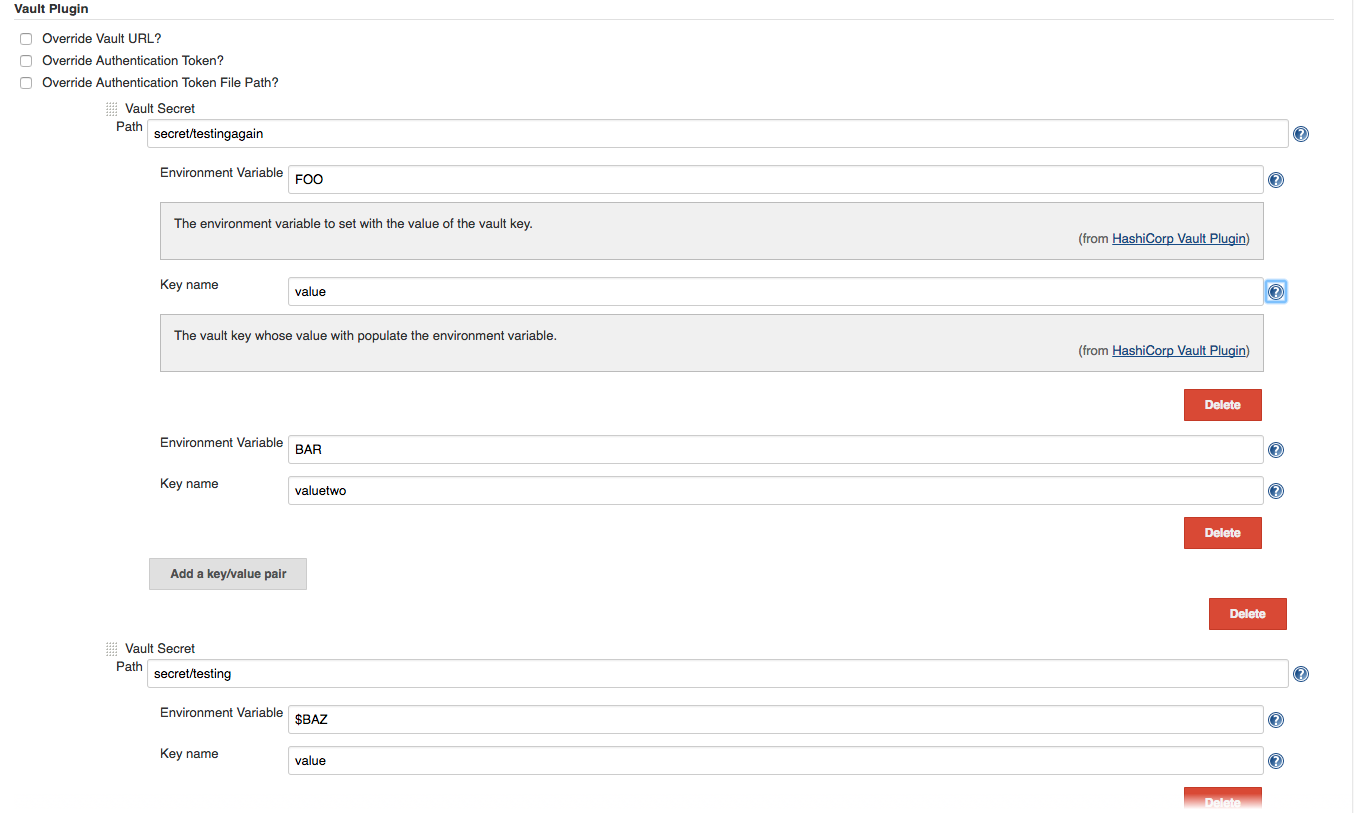 Vault Plugin
Override Vault URL?
Override Authentication Token?
Override Authentication Token File Path?
Vault Secret
Path secret/testingagain
Environment Variable FOO
The environment variable to set with the value of the vault key.
(from HashiCorp Vault Plugin)
Key name value
The vault key whose value with populate the environment variable.
(from HashiCorp Vault Plugin)
Delete
Environment Variable BAR
Key name valuetwo
Delete
Add a key/value pair
Delete
Vault Secret
Path secret/testing
Environment Variable $BAZ
Key name value
Delete